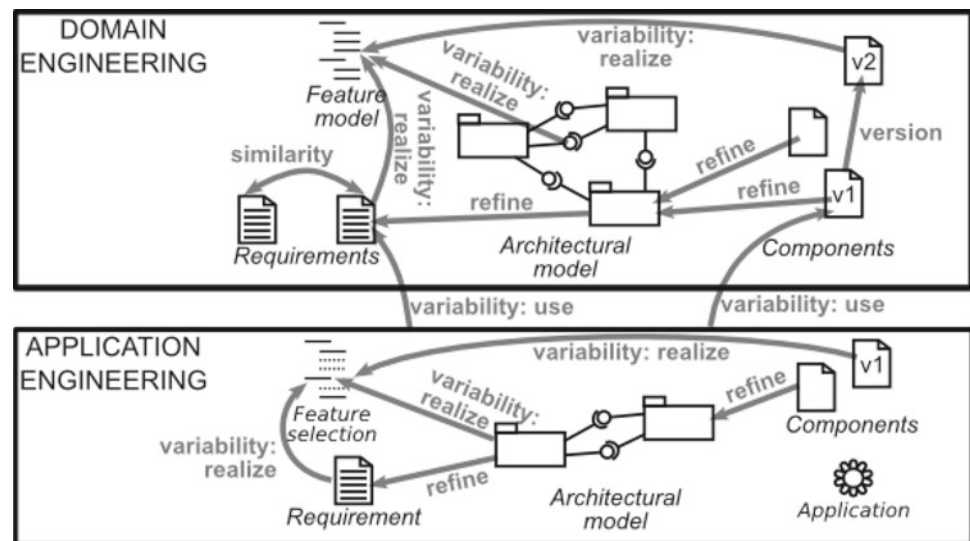 DOMAIN
ENGINEERING
variability:
realize
v2
variability:
realize
Feature
model
variability:
realize
version
similarity
refine
refine
v1
refine
Requirements
Architectural
model
Components
variability: use
variability: use
APPLICATION
ENGINEERING
variability: realize
v1
variability:
realize
refine
Feature
selection
Components
variability:
realize
refine
Requirement
Architectural
model
Application